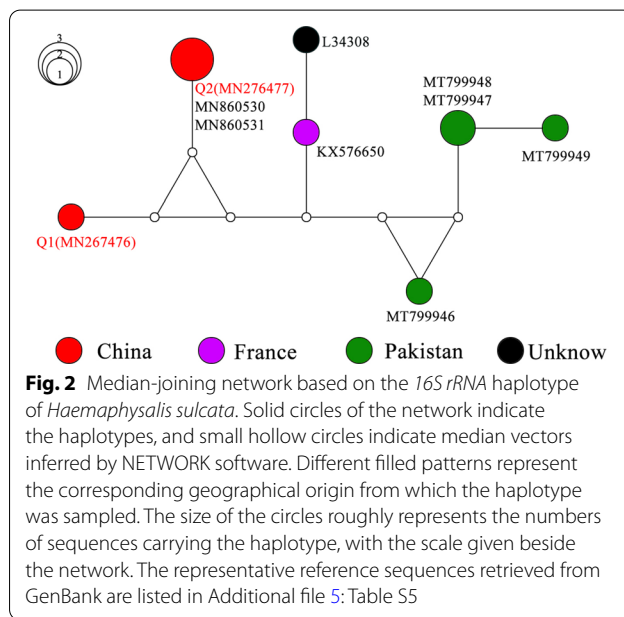 3
2
1
Q2(MN276477)
MN860530
MN860531
L34308
KX576650
MT799948
MT799947
MT799949
Q1(MN267476)
MT799946
China France Pakistan Unknow
Fig. 2 Median-joining network based on the 16S rRNA haplotype
of Haemaphysalis sulcata. Solid circles of the network indicate
the haplotypes, and small hollow circles indicate median vectors
inferred by NETWORK software. Different filled patterns represent
the corresponding geographical origin from which the haplotype
was sampled. The size of the circles roughly represents the numbers
of sequences carrying the haplotype, with the scale given beside
the network. The representative reference sequences retrieved from
GenBank are listed in Additional file 5: Table S5